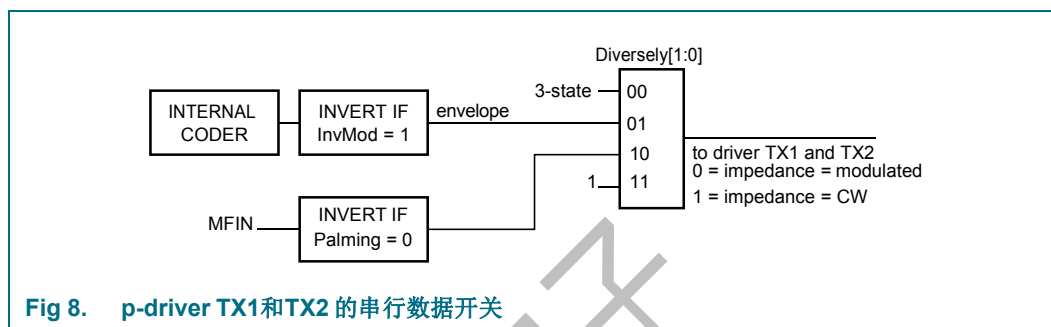 Diversely[1:0]
3-state
00
INTERNAL
CODER
INVERT IF
InvMod = 1
envelope
01
10
to driver TX1 and TX2
0 = impedance = modulated
1
11
1 = impedance = CW
MFIN
INVERT IF
Palming = 0
Fig 8. p-driver TX1和TX2 的串行数据开关